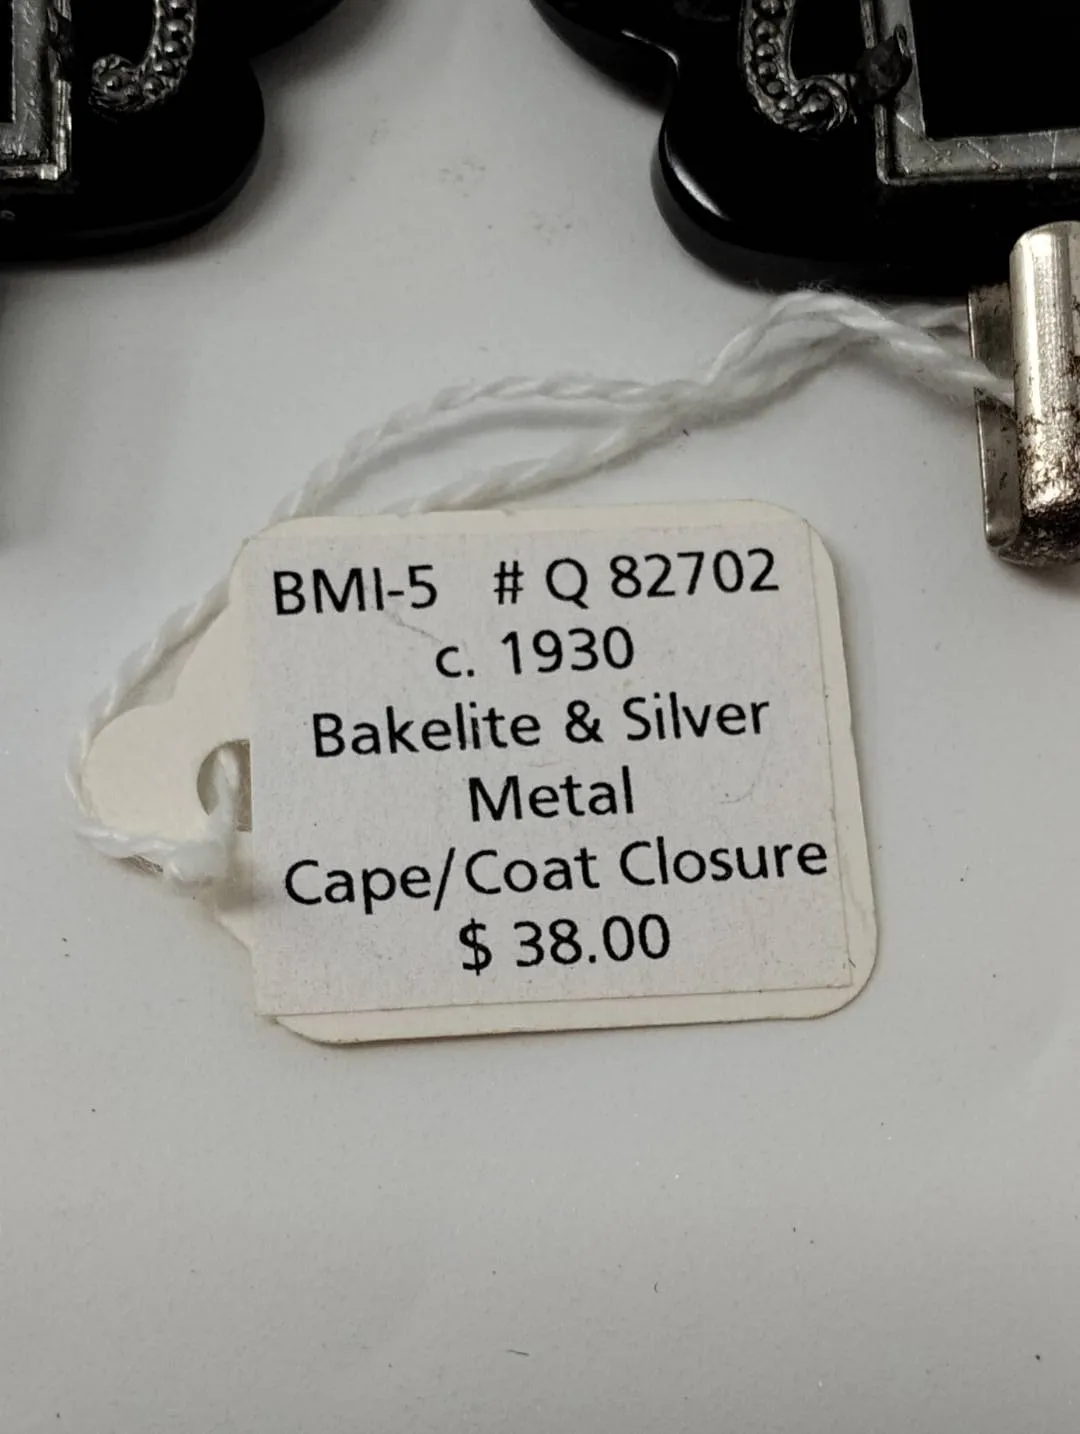 BMI-5 # Q 82702
c. 1930
Bakelite & Silver
Metal
Cape/Coat Closure
$ 38.00